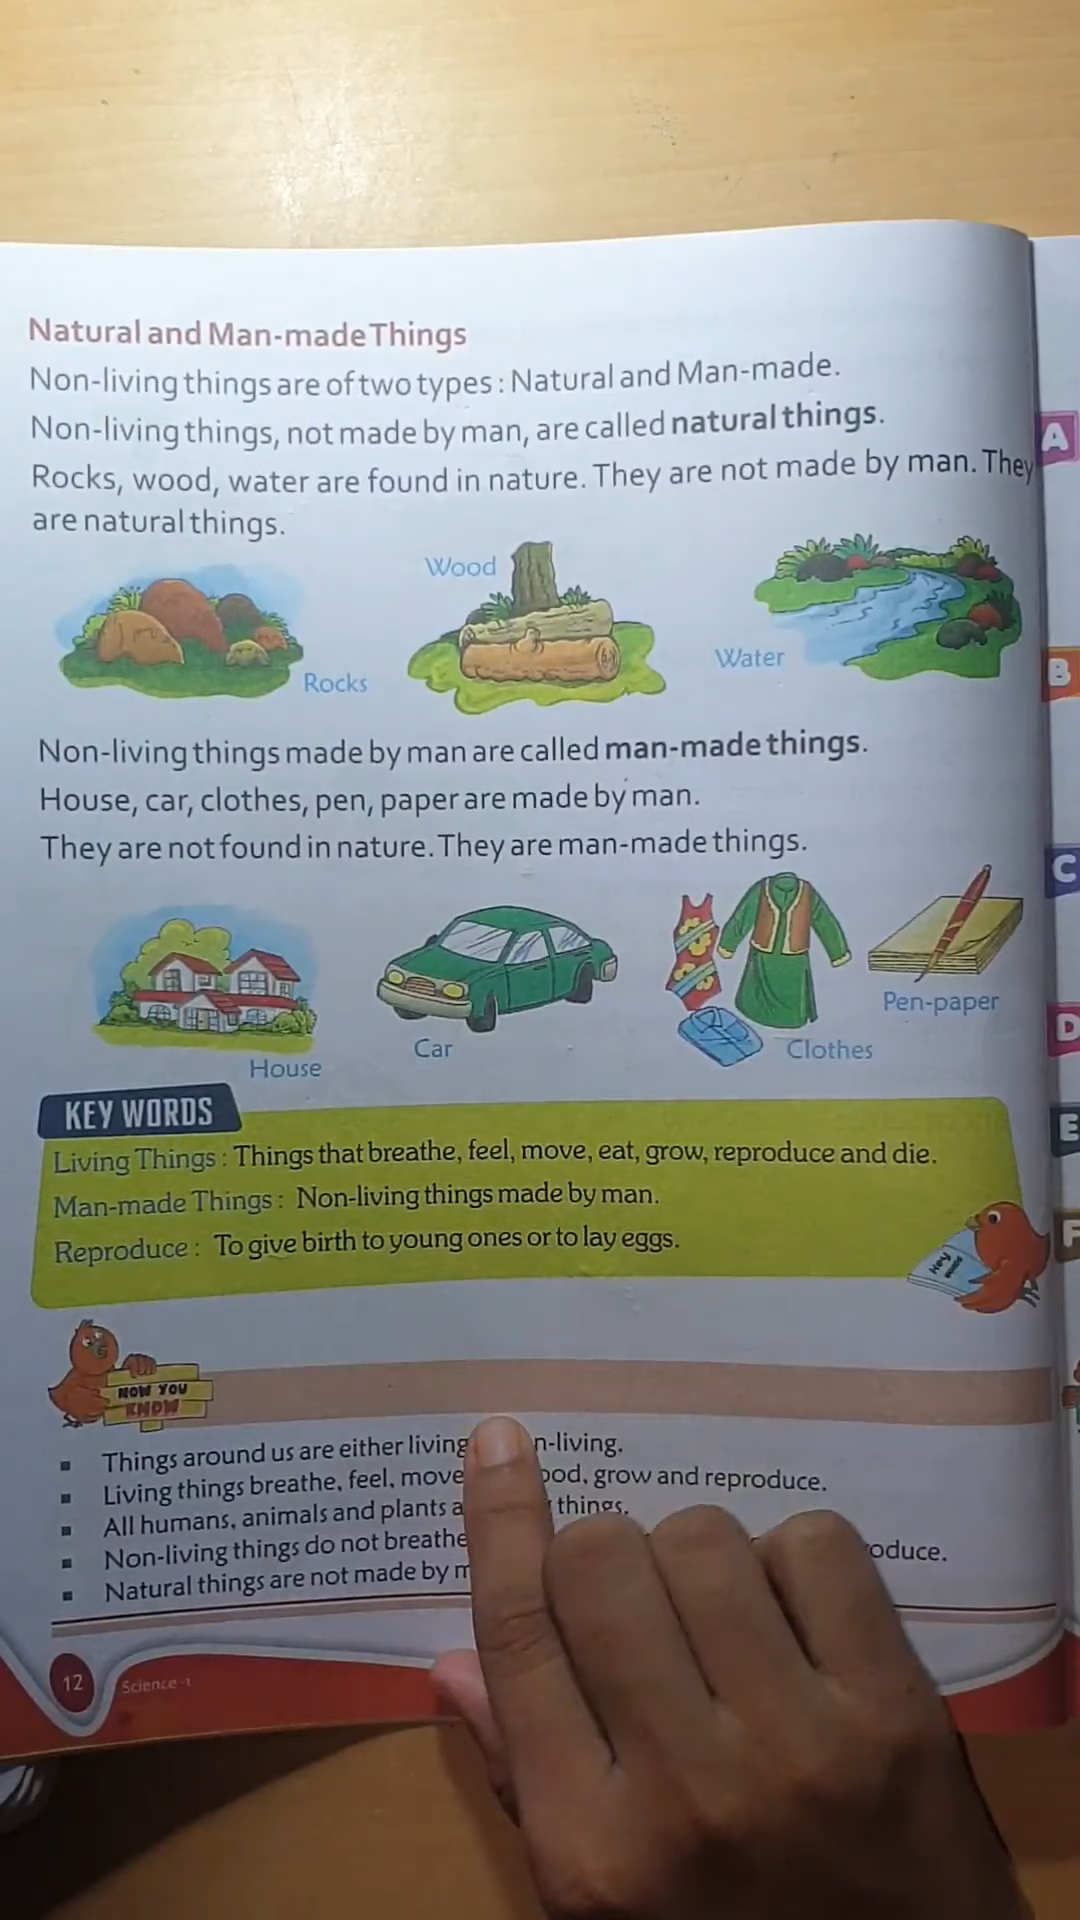 Natural and Man-made Things
Non-living things are of two types : Natural and Man-made.
Non-living things, not made by man, are called natural things.
Rocks, wood, water are found in nature. They are not made by man. They
are natural things.
Wood
Water
Rocks
Non-living things made by man are called man-made things.
House, car, clothes, pen, paper are made by man.
They are not found in nature. They are man-made things.
Pen-paper
Car
Clothes
House
KEY WORDS
Living Things : Things that breathe, feel, move, eat, grow, reproduce and die.
Man-made Things : Non-living things made by man.
Reproduce : To give birth to young ones or to lay eggs.
Key
NOW YOU
KNOW
Things around us are either living n-living.
Living things breathe, feel, move ood, grow and reproduce.
All humans, animals and plants a things.
Non-living things do not breathe oduce.
Natural things are not made by m
12 Science -1
A
B
C
D
E
F